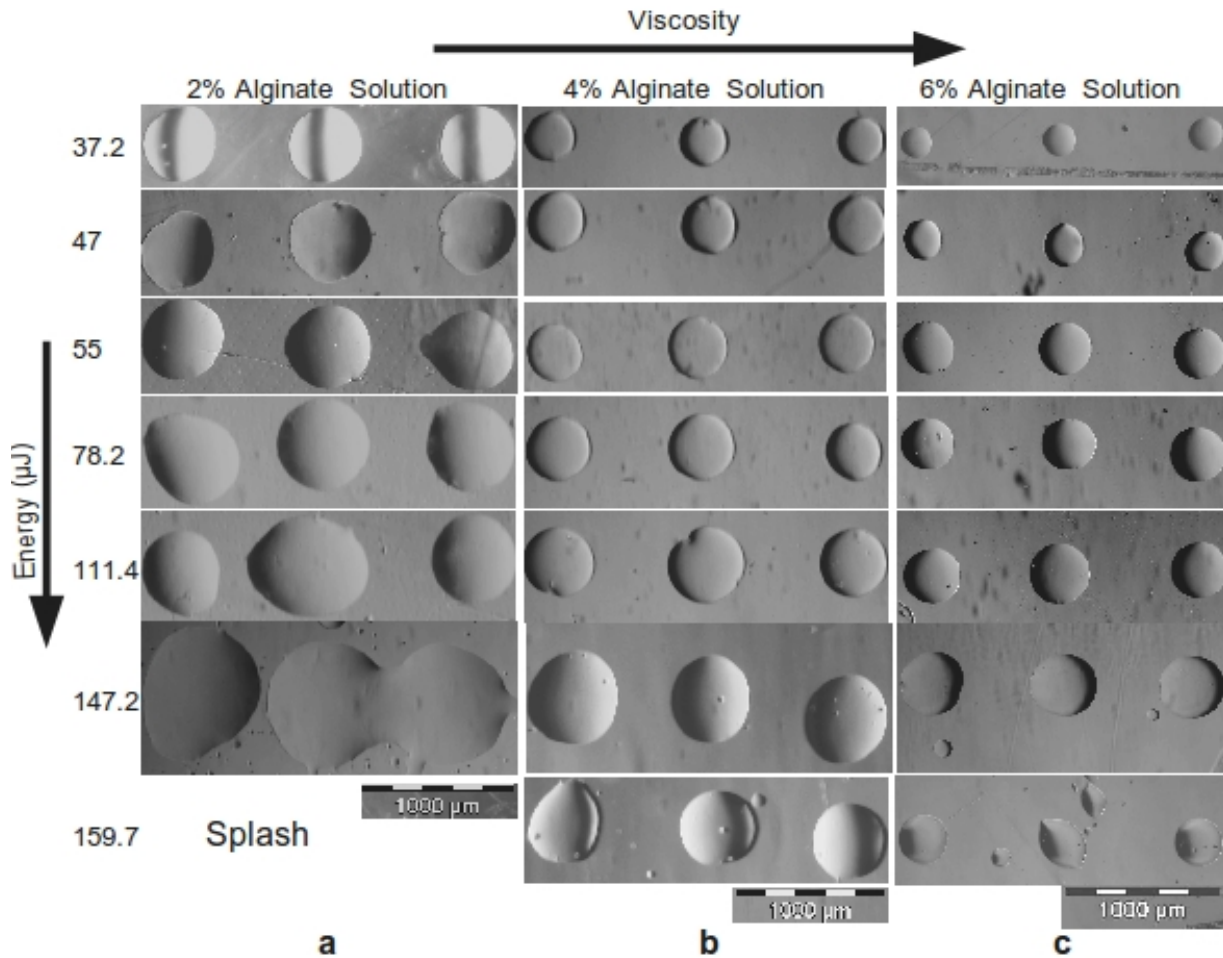 Viscosity
2% Alginate Solution
4% Alginate Solution
6% Alginate Solution
Energy (µJ)
37.2
47
55
78.2
111.4
147.2
1000 µm
159.7
Splash
1000 µm
1000 µm
a
b
c